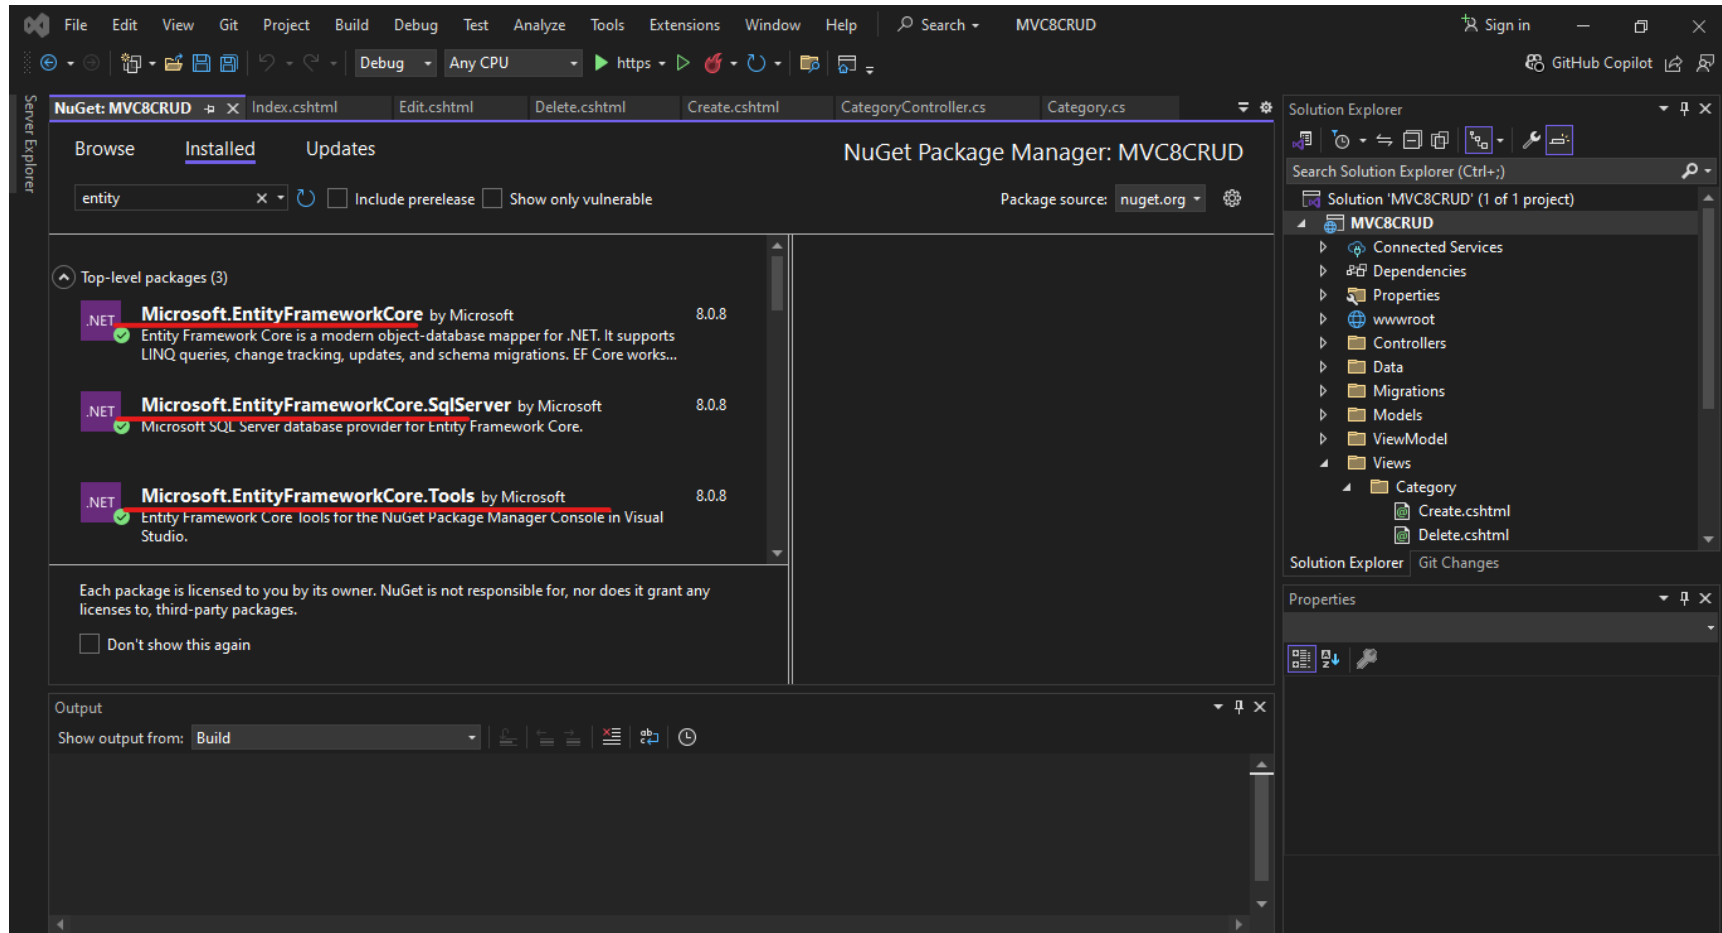 File Edit View Git Project Build Debug Test Analyze Tools Extensions Window Help Search MVC8CRUD Sign in
Debug Any CPU https GitHub Copilot
Server Explorer
NuGet: MVC8CRUD Index.cshtml Edit.cshtml Delete.cshtml Create.cshtml CategoryController.cs Category.cs
Browse Installed Updates
NuGet Package Manager: MVC8CRUD
entity Include prerelease Show only vulnerable
Package source: nuget.org
Top-level packages (3)
.NET
Microsoft.EntityFrameworkCore by Microsoft 8.0.8
Entity Framework Core is a modern object-database mapper for .NET. It supports
LINQ queries, change tracking, updates, and schema migrations. EF Core works...
.NET
Microsoft.EntityFrameworkCore.SqlServer by Microsoft 8.0.8
Microsoft SQL Server database provider for Entity Framework Core.
.NET
Microsoft.EntityFrameworkCore.Tools by Microsoft 8.0.8
Entity Framework Core Tools for the NuGet Package Manager Console in Visual
Studio.
Each package is licensed to you by its owner. NuGet is not responsible for, nor does it grant any
licenses to, third-party packages.
Don't show this again
Output
Show output from: Build
Solution Explorer
Search Solution Explorer (Ctrl+;)
Solution 'MVC8CRUD' (1 of 1 project)
MVC8CRUD
Connected Services
Dependencies
Properties
wwwroot
Controllers
Data
Migrations
Models
ViewModel
Views
Category
Create.cshtml
Delete.cshtml
Solution Explorer Git Changes
Properties